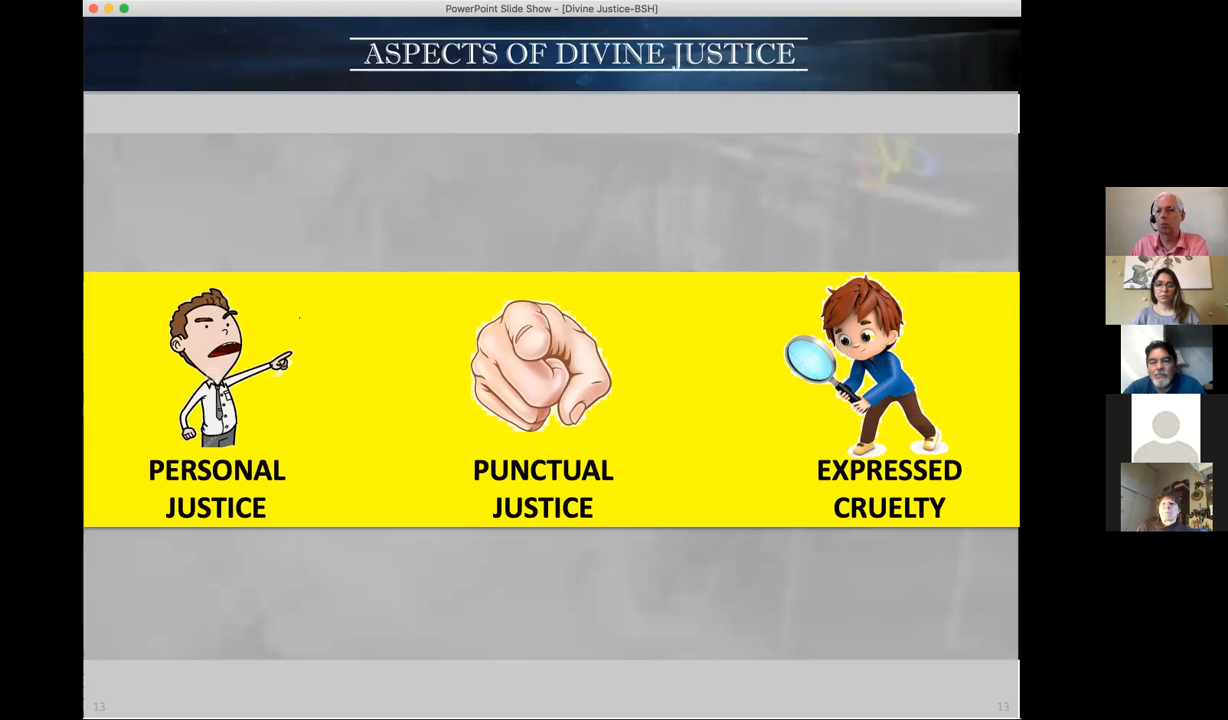 PowerPoint Slide Show - [Divine Justice-BSH]
ASPECTS OF DIVINE JUSTICE
PERSONAL
JUSTICE
PUNCTUAL
JUSTICE
EXPRESSED
CRUELTY
13
13